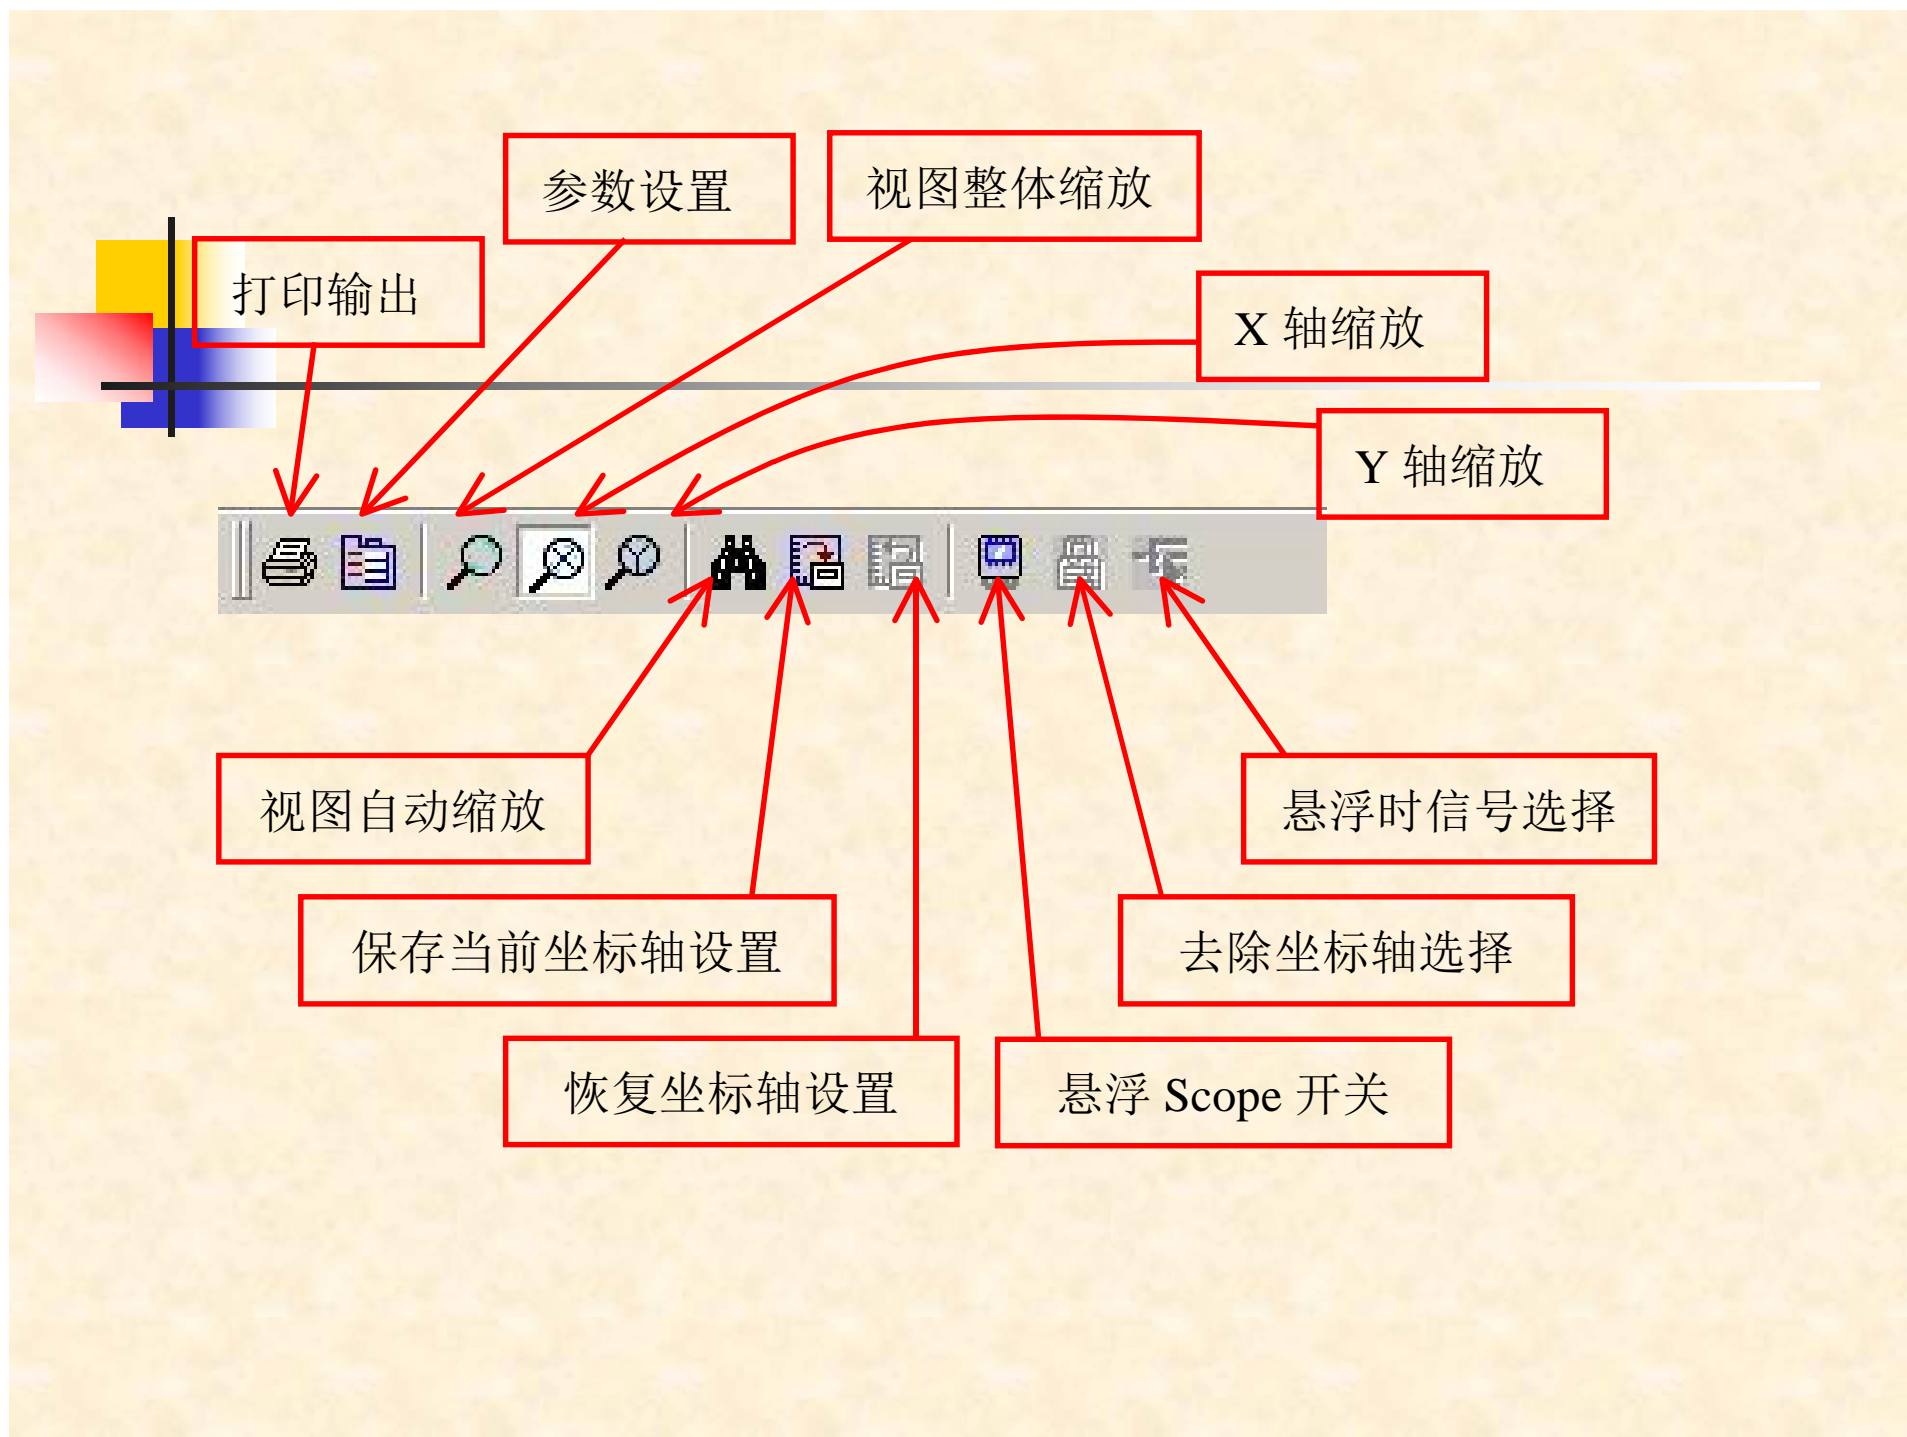 参数设置
视图整体缩放
打印输出
X 轴缩放
Y 轴缩放
视图自动缩放
悬浮时信号选择
保存当前坐标轴设置
去除坐标轴选择
恢复坐标轴设置
悬浮 Scope 开关